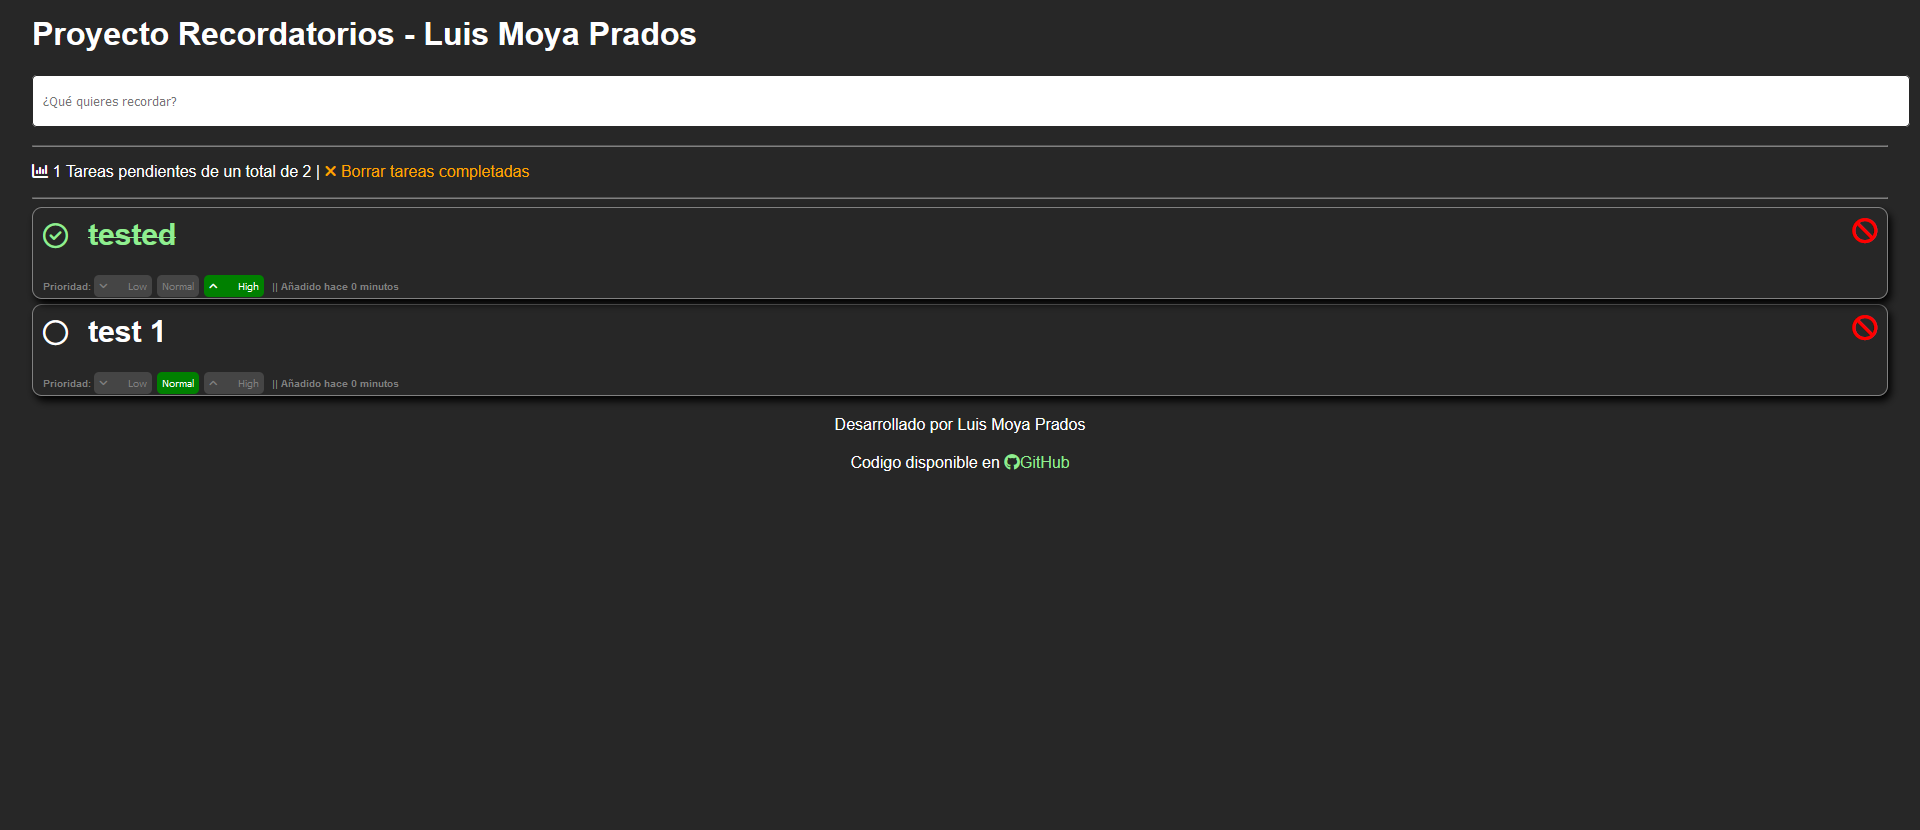 Proyecto Recordatorios - Luis Moya Prados
¿Qué quieres recordar?
1 Tareas pendientes de un total de 2 | Borrar tareas completadas
tested
Prioridad: Low Normal High || Añadido hace 0 minutos
test 1
Prioridad: Low Normal High || Añadido hace 0 minutos
Desarrollado por Luis Moya Prados
Codigo disponible en GitHub